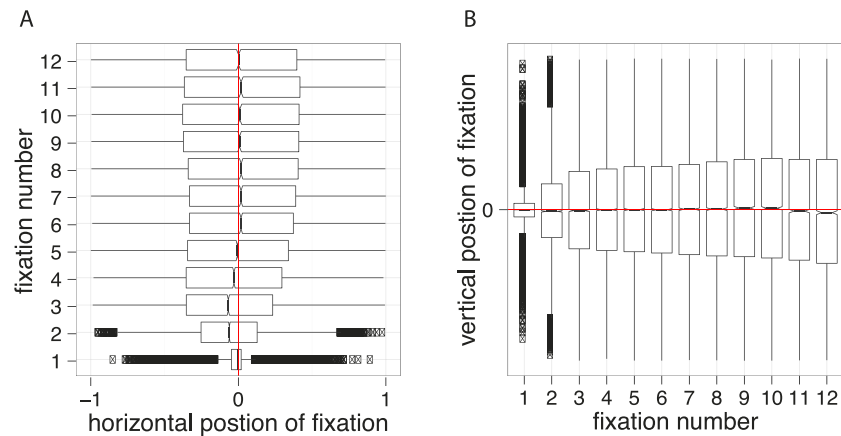 A
fixation number
12
11
10
9
8
7
6
5
4
3
2
1
−1 0 1
horizontal postion of fixation
B
vertical postion of fixation
0
1 2 3 4 5 6 7 8 9 10 11 12
fixation number